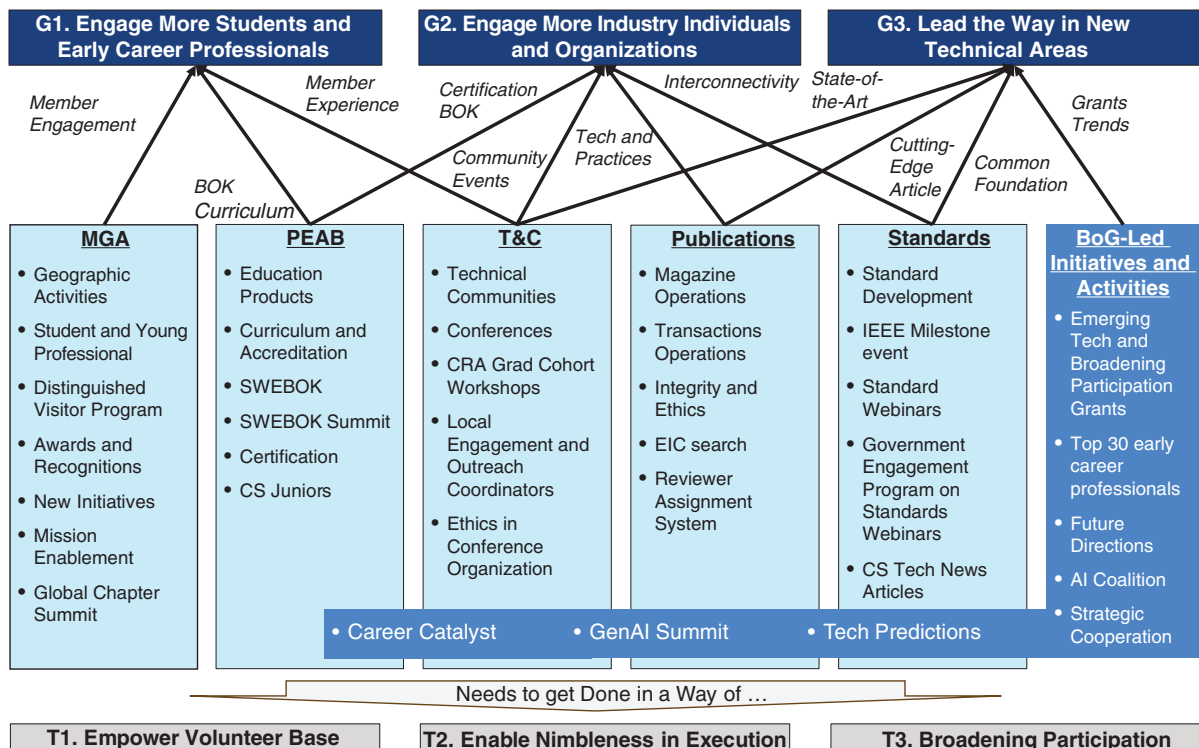 G1. Engage More Students and
Early Career Professionals
G2. Engage More Industry Individuals
and Organizations
G3. Lead the Way in New
Technical Areas
Member
Engagement
Member
Experience
Certification
BOK
Interconnectivity
State-of-
the-Art
Grants
Trends
BOK
Curriculum
Community
Events
Tech and
Practices
Cutting-
Edge
Article
Common
Foundation
MGA
• Geographic
Activities
• Student and Young
Professional
• Distinguished
Visitor Program
• Awards and
Recognitions
• New Initiatives
• Mission
Enablement
• Global Chapter
Summit
PEAB
• Education
Products
• Curriculum and
Accreditation
• SWEBOK
• SWEBOK Summit
• Certification
• CS Juniors
T&C
• Technical
Communities
• Conferences
• CRA Grad Cohort
Workshops
• Local
Engagement and
Outreach
Coordinators
• Ethics in
Conference
Organization
Publications
• Magazine
Operations
• Transactions
Operations
• Integrity and
Ethics
• EIC search
• Reviewer
Assignment
System
Standards
• Standard
Development
• IEEE Milestone
event
• Standard
Webinars
• Government
Engagement
Program on
Standards
Webinars
• CS Tech News
Articles
BoG-Led
Initiatives and
Activities
• Emerging
Tech and
Broadening
Participation
Grants
• Top 30 early
career
professionals
• Future
Directions
• AI Coalition
• Strategic
Cooperation
• Career Catalyst
• GenAI Summit
• Tech Predictions
Needs to get Done in a Way of …
T1. Empower Volunteer Base
T2. Enable Nimbleness in Execution
T3. Broadening Participation